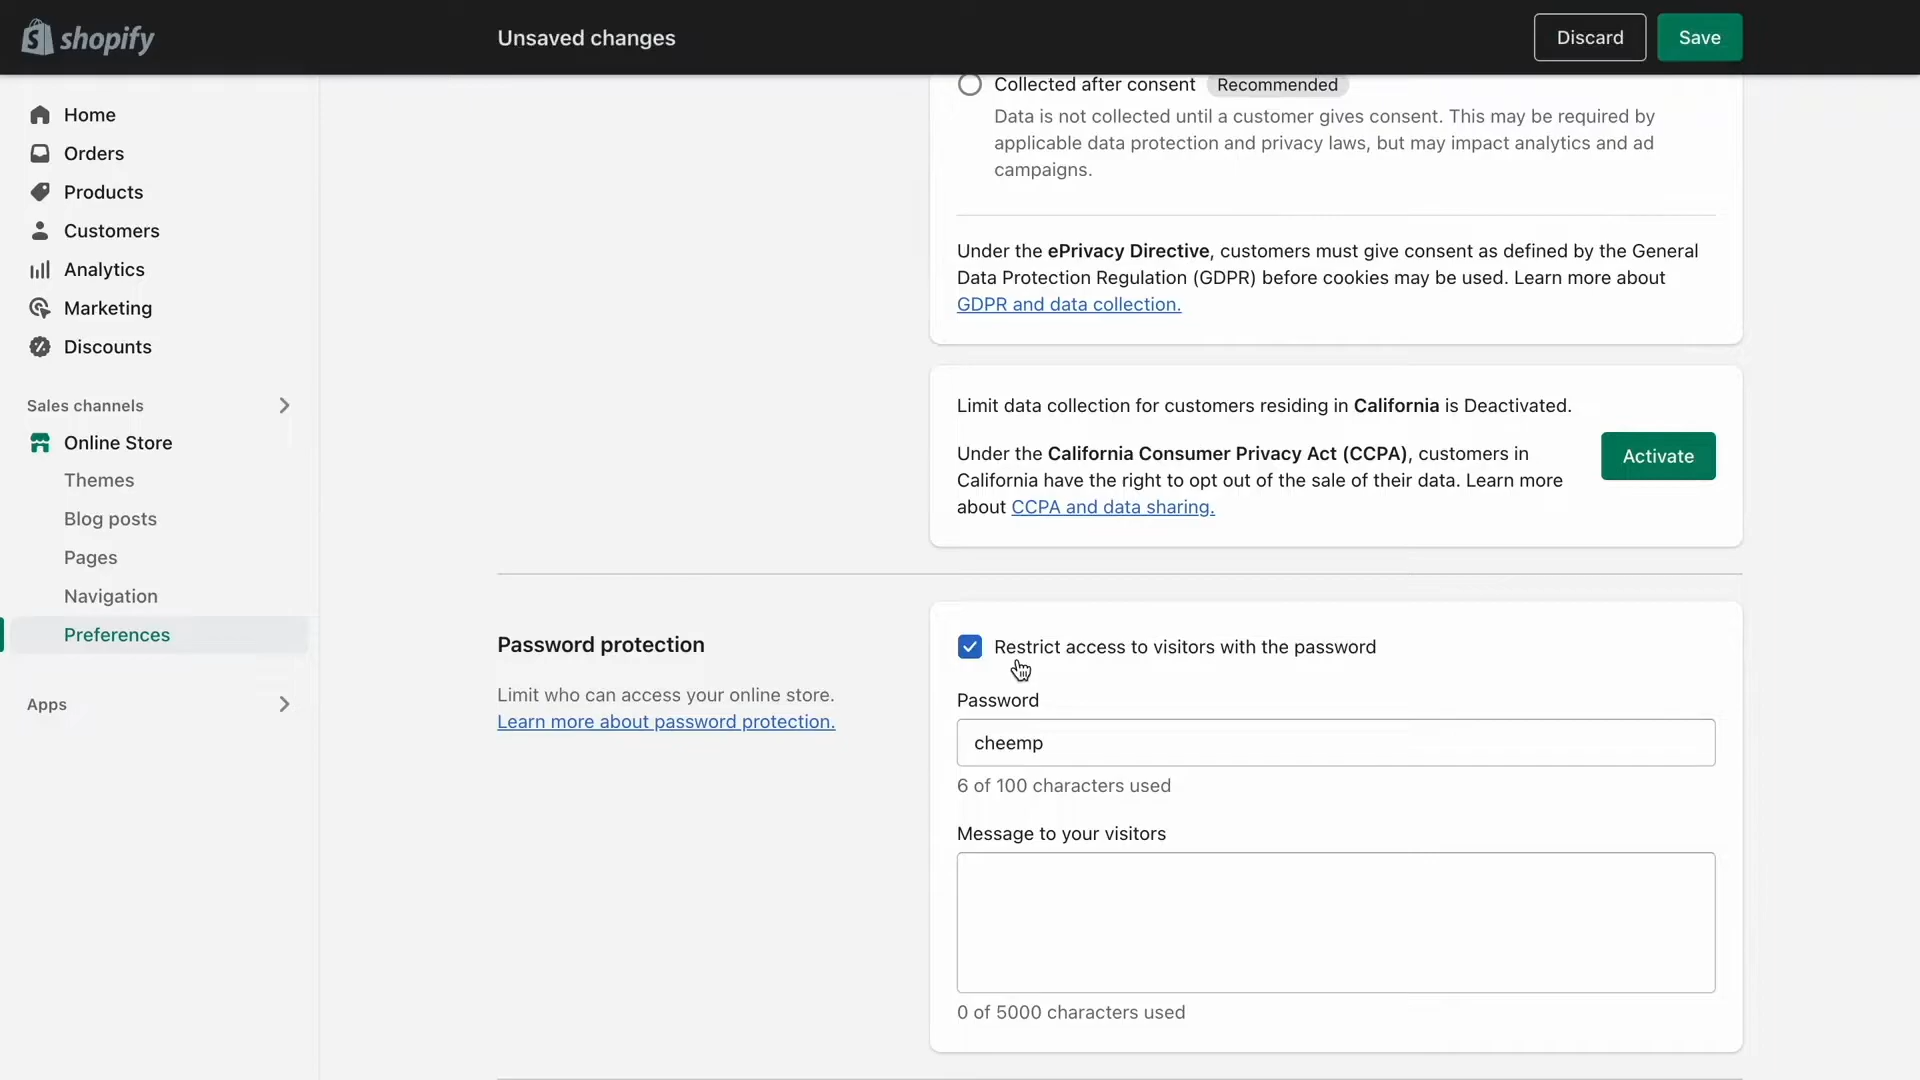 shopify
Unsaved changes
Discard
Save
Home
Orders
Products
Customers
Analytics
Marketing
Discounts
Sales channels
Online Store
Themes
Blog posts
Pages
Navigation
Preferences
Apps
Collected after consent Recommended
Data is not collected until a customer gives consent. This may be required by
applicable data protection and privacy laws, but may impact analytics and ad
campaigns.
Under the ePrivacy Directive, customers must give consent as defined by the General
Data Protection Regulation (GDPR) before cookies may be used. Learn more about
GDPR and data collection.
Limit data collection for customers residing in California is Deactivated.
Under the California Consumer Privacy Act (CCPA), customers in
California have the right to opt out of the sale of their data. Learn more
about CCPA and data sharing.
Activate
Password protection
Limit who can access your online store.
Learn more about password protection.
Restrict access to visitors with the password
Password
cheemp
6 of 100 characters used
Message to your visitors
0 of 5000 characters used